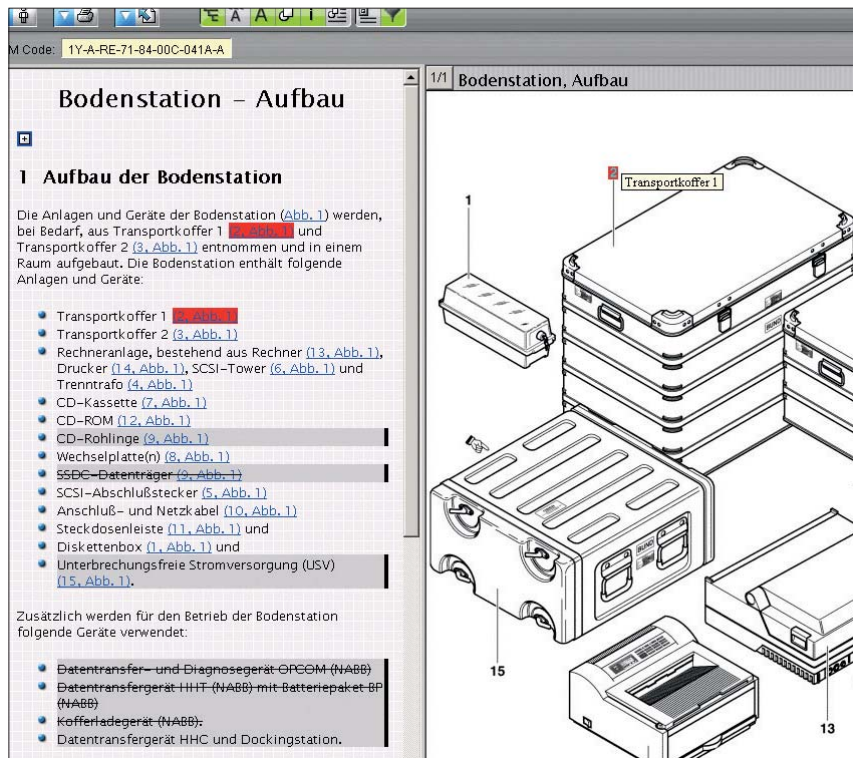 M Code: 1Y-A-RE-71-84-00C-041A-A
Bodenstation – Aufbau
1 Aufbau der Bodenstation
Die Anlagen und Geräte der Bodenstation (Abb. 1) werden,
bei Bedarf, aus Transportkoffer 1 (2, Abb. 1) und
Transportkoffer 2 (3, Abb. 1) entnommen und in einem
Raum aufgebaut. Die Bodenstation enthält folgende
Anlagen und Geräte:
Transportkoffer 1 (2, Abb. 1)
Transportkoffer 2 (3, Abb. 1)
Rechneranlage, bestehend aus Rechner (13, Abb. 1),
Drucker (14, Abb. 1), SCSI-Tower (6, Abb. 1) und
Trenntrafo (4, Abb. 1)
CD-Kassette (7, Abb. 1)
CD-ROM (12, Abb. 1)
CD-Rohlinge (9, Abb. 1)
Wechselplatte(n) (8, Abb. 1)
SSDC-Datenträger (9, Abb. 1)
SCSI-Abschlußstecker (5, Abb. 1)
Anschluß- und Netzkabel (10, Abb. 1)
Steckdosenleiste (11, Abb. 1) und
Diskettenbox (1, Abb. 1) und
Unterbrechungsfreie Stromversorgung (USV)
(15, Abb. 1).
Zusätzlich werden für den Betrieb der Bodenstation
folgende Geräte verwendet:
Datentransfer- und Diagnosegerät OPCOM (NABB)
Datentransfergerät HHT (NABB) mit Batteriepaket BP
(NABB)
Kofferladegerät (NABB).
Datentransfergerät HHC und Dockingstation.
1/1 Bodenstation, Aufbau
2
Transportkoffer 1
1
BUND
BUND
15
13